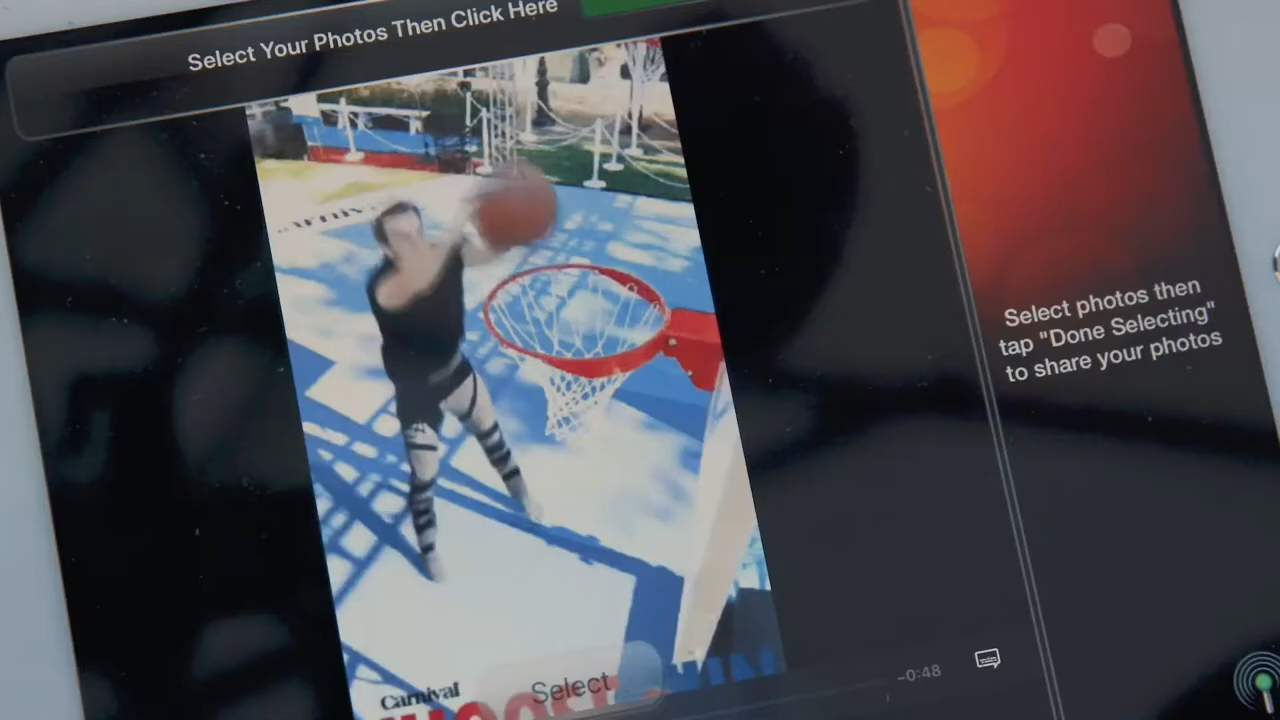 Select Your Photos Then Click Here
Select photos then
tap "Done Selecting"
to share your photos
Carnival
Select
-0:48